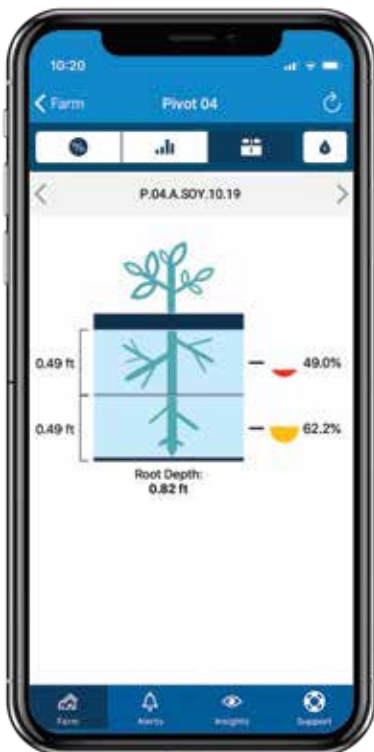 10:20
Farm
Pivot 04
%
P.04.A.SOY.10.19
0.49 ft
49.0%
0.49 ft
62.2%
Root Depth:
0.82 ft
Farm
Alerts
Insights
Support